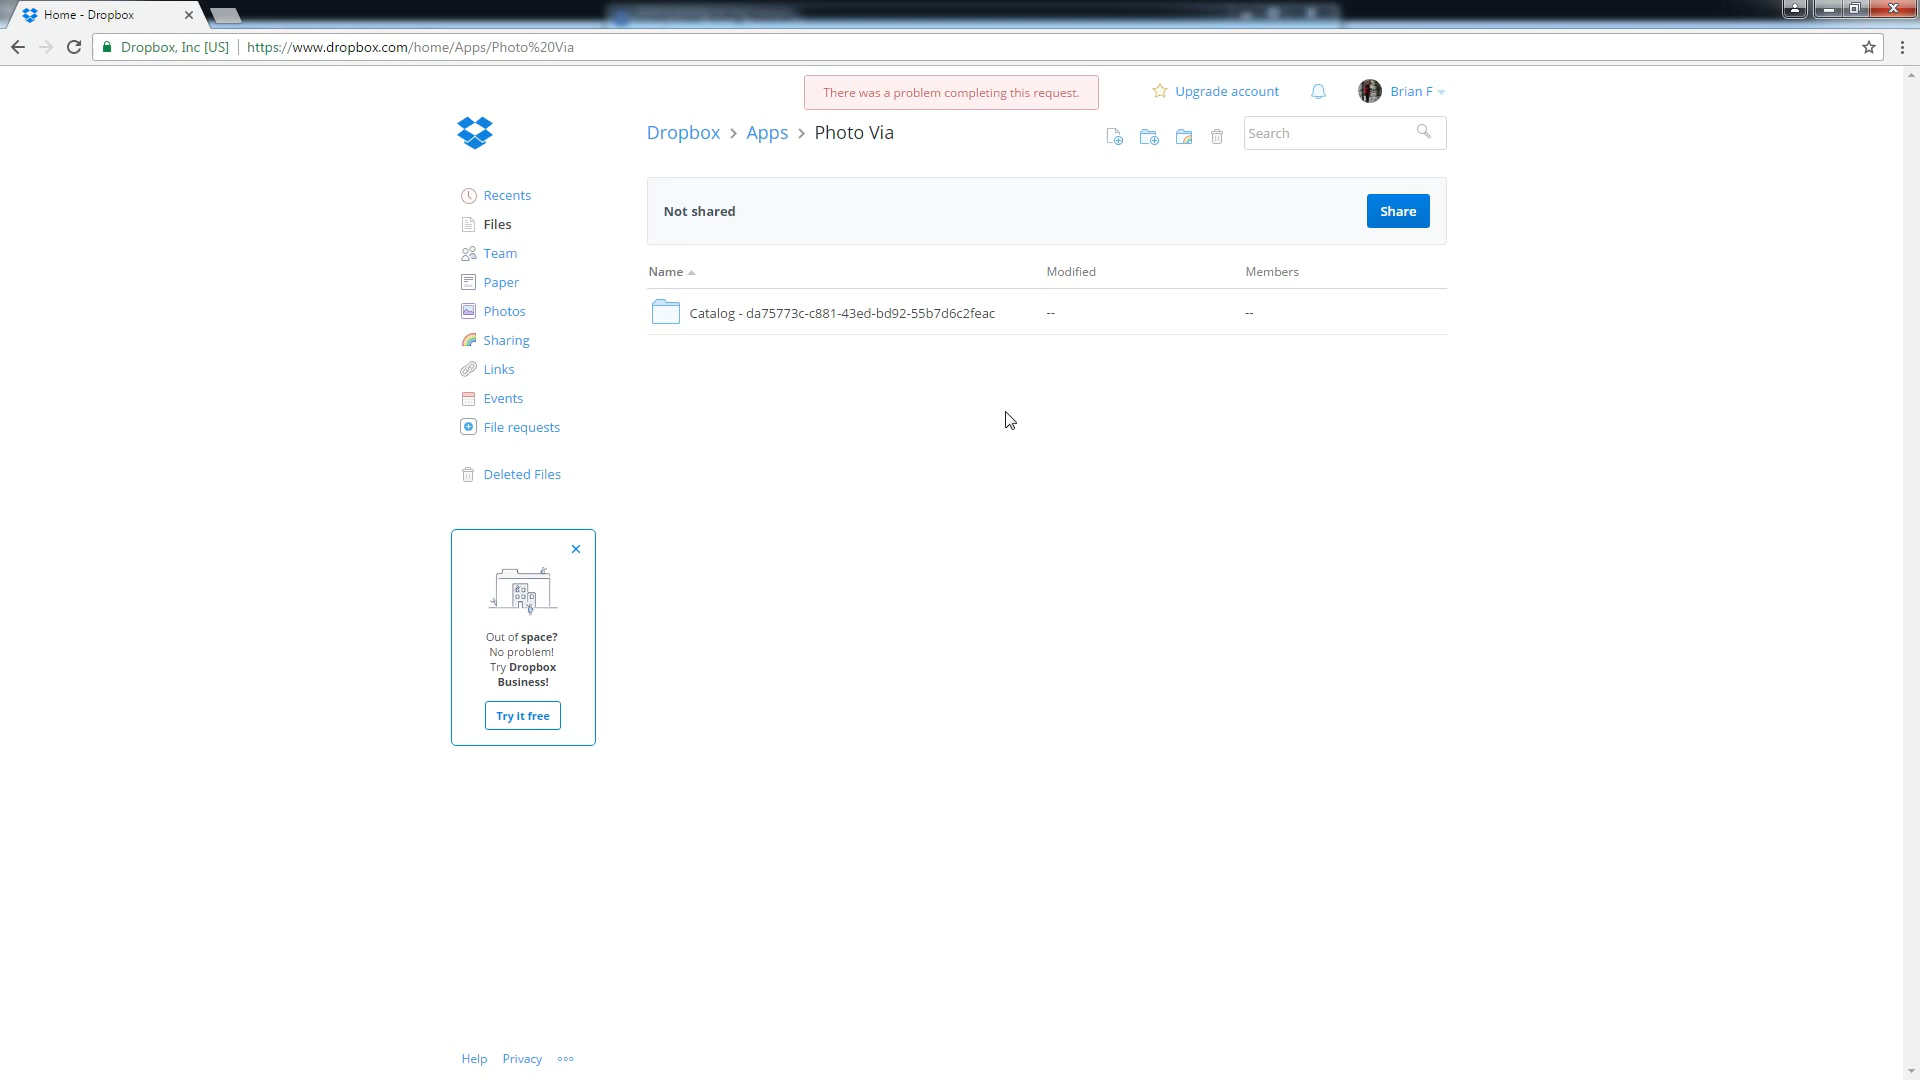 Home - Dropbox
Dropbox, Inc [US] https://www.dropbox.com/home/Apps/Photo%20Via
There was a problem completing this request.
Upgrade account
Brian F
Dropbox > Apps > Photo Via
Search
Recents
Files
Team
Paper
Photos
Sharing
Links
Events
File requests
Deleted Files
Not shared
Share
Name Modified Members
Catalog - da75773c-c881-43ed-bd92-55b7d6c2feac -- --
Out of space?
No problem!
Try Dropbox
Business!
Try it free
Help Privacy